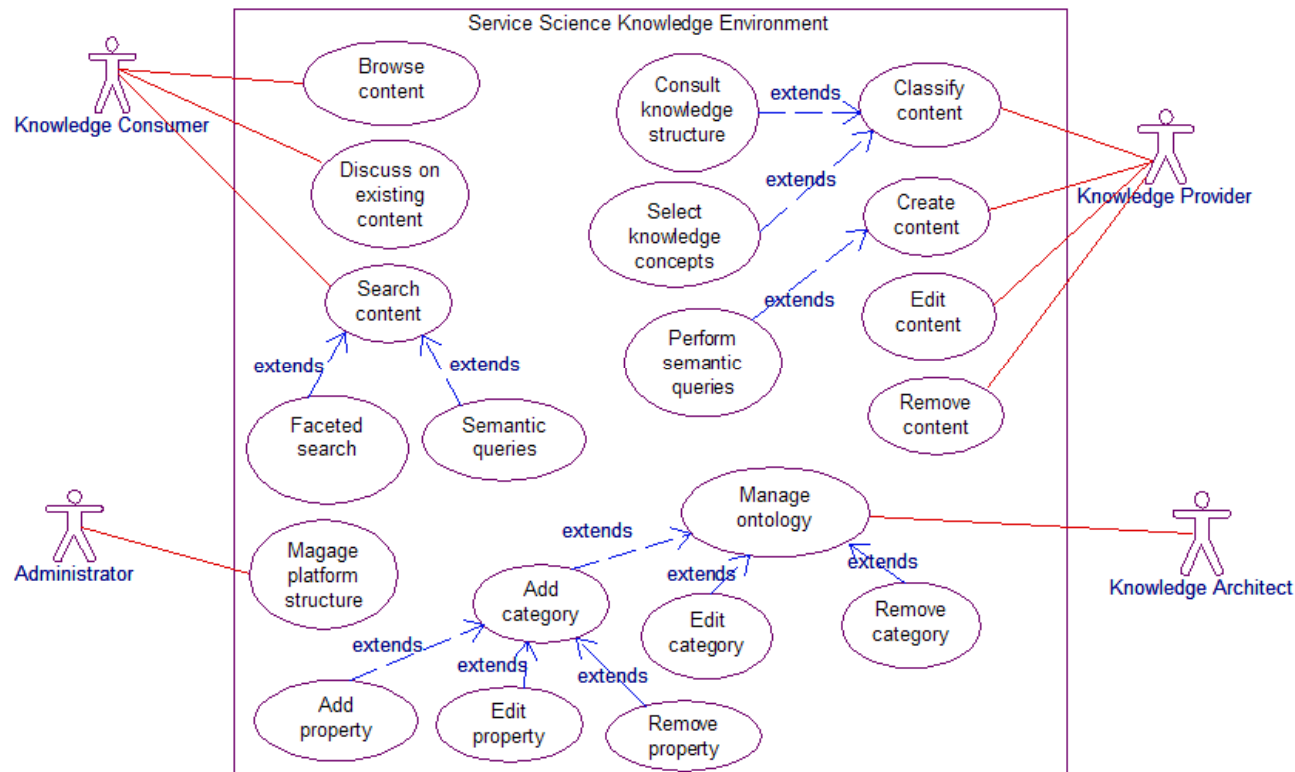 Service Science Knowledge Environment
Browse
content
Knowledge Consumer
Discuss on
existing
content
Search
content
extends
extends
Faceted
search
Semantic
queries
Consult
knowledge
structure
extends
Classify
content
extends
Select
knowledge
concepts
Knowledge Provider
Create
content
extends
Perform
semantic
queries
Edit
content
Remove
content
Administrator
Magage
platform
structure
Manage
ontology
Knowledge Architect
extends
extends
extends
Add
category
Edit
category
Remove
category
extends
extends
extends
Add
property
Edit
property
Remove
property